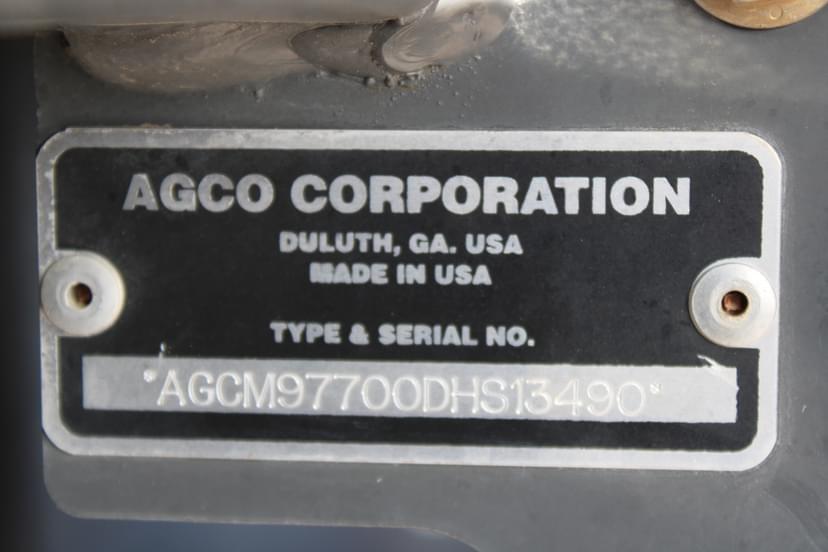 AGCO CORPORATION
DULUTH, GA. USA
MADE IN USA
TYPE & SERIAL NO.
*AGCM97700DHS13490*